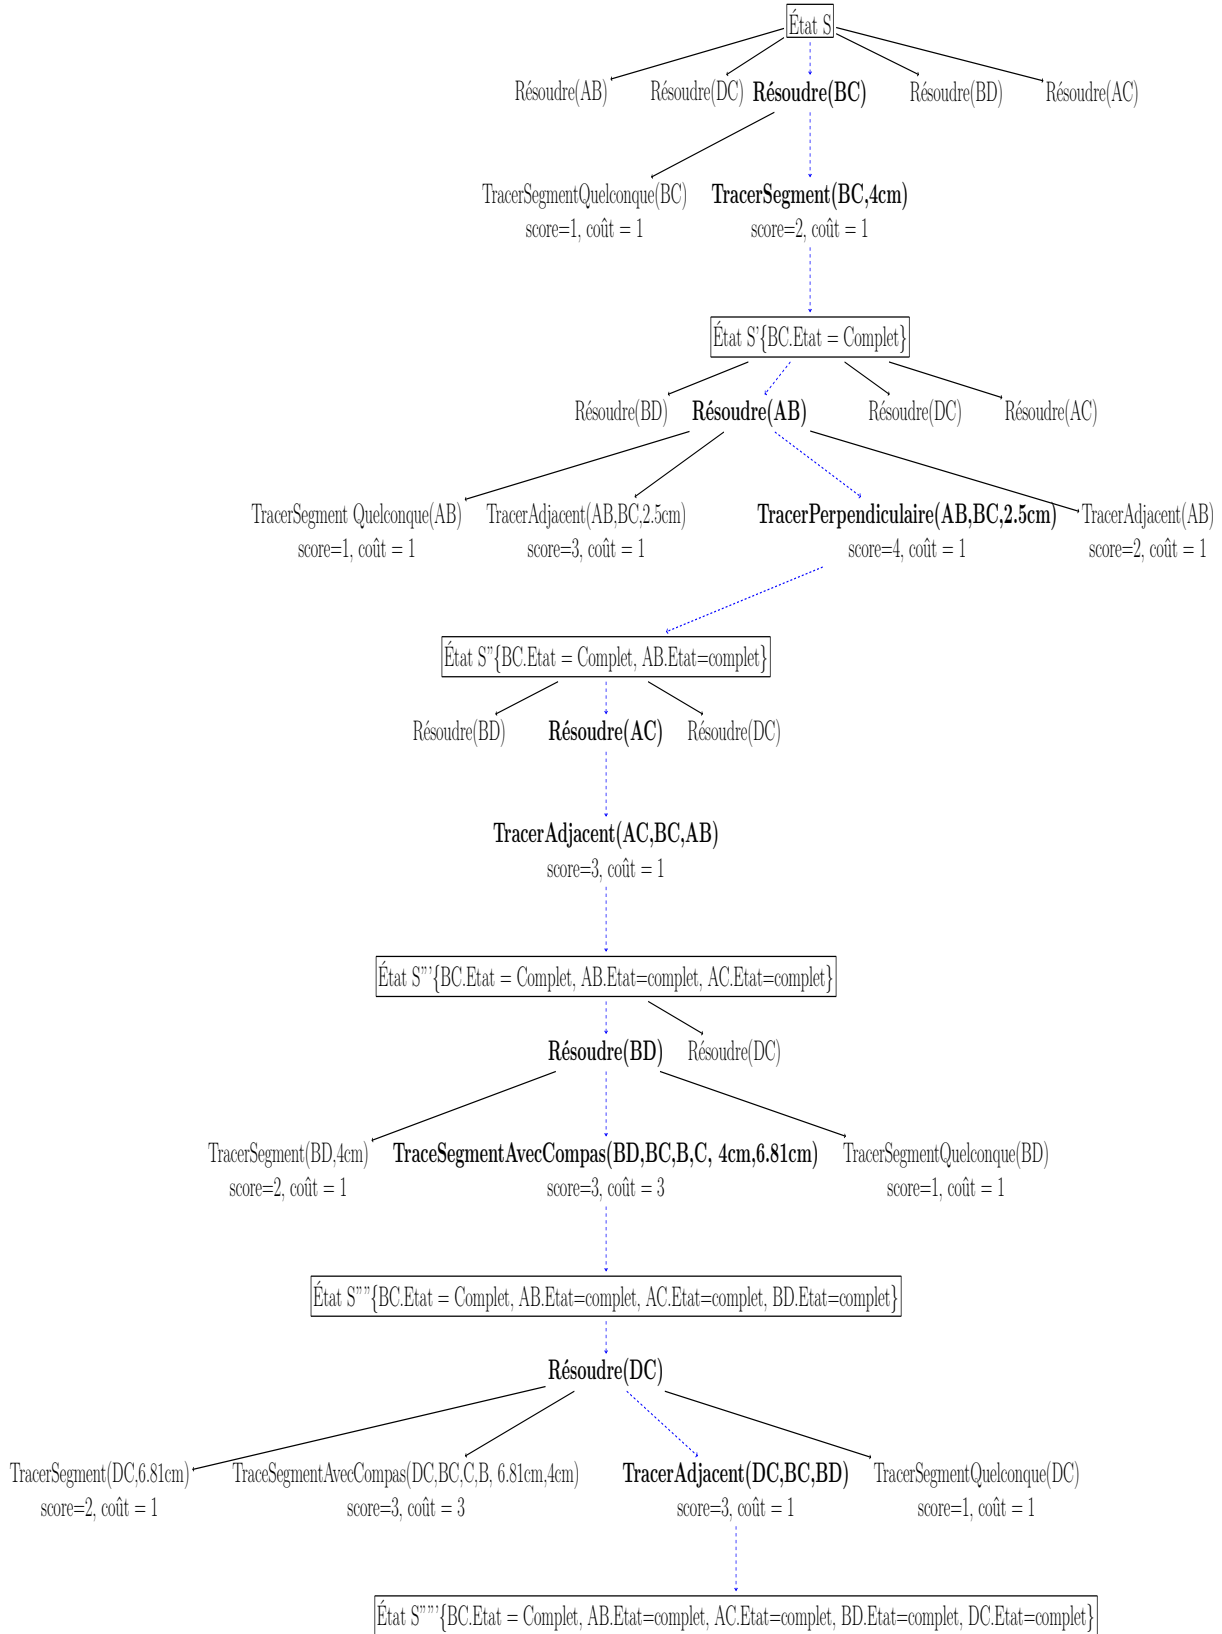 État S
Résoudre(AB) Résoudre(DC) Résoudre(BC) Résoudre(BD) Résoudre(AC)
TracerSegmentQuelconque(BC) TracerSegment(BC,4cm)
score=1, coût = 1 score=2, coût = 1
État S'{BC.Etat = Complet}
Résoudre(BD) Résoudre(AB) Résoudre(DC) Résoudre(AC)
TracerSegment Quelconque(AB) TracerAdjacent(AB,BC,2.5cm) TracerPerpendiculaire(AB,BC,2.5cm) TracerAdjacent(AB)
score=1, coût = 1 score=3, coût = 1 score=4, coût = 1 score=2, coût = 1
État S''{BC.Etat = Complet, AB.Etat=complet}
Résoudre(BD) Résoudre(AC) Résoudre(DC)
TracerAdjacent(AC,BC,AB)
score=3, coût = 1
État S'''{BC.Etat = Complet, AB.Etat=complet, AC.Etat=complet}
Résoudre(BD) Résoudre(DC)
TracerSegment(BD,4cm) TraceSegmentAvecCompas(BD,BC,B,C, 4cm,6.81cm) TracerSegmentQuelconque(BD)
score=2, coût = 1 score=3, coût = 3 score=1, coût = 1
État S''''{BC.Etat = Complet, AB.Etat=complet, AC.Etat=complet, BD.Etat=complet}
Résoudre(DC)
TracerSegment(DC,6.81cm) TraceSegmentAvecCompas(DC,BC,C,B, 6.81cm,4cm) TracerAdjacent(DC,BC,BD) TracerSegmentQuelconque(DC)
score=2, coût = 1 score=3, coût = 3 score=3, coût = 1 score=1, coût = 1
État S'''''{BC.Etat = Complet, AB.Etat=complet, AC.Etat=complet, BD.Etat=complet, DC.Etat=complet}